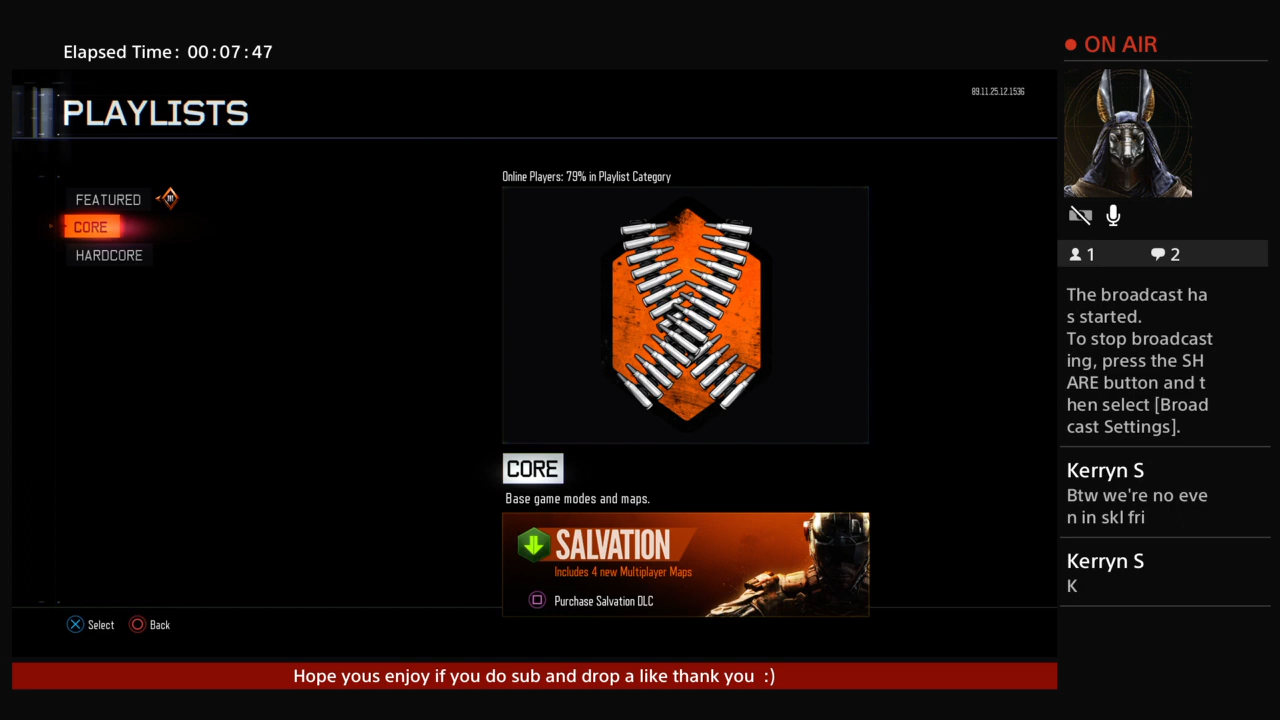 Elapsed Time: 00:07:47
ON AIR
PLAYLISTS
89.11.25.12.1536
FEATURED
CORE
HARDCORE
Online Players: 79% in Playlist Category
CORE
Base game modes and maps.
SALVATION
Includes 4 new Multiplayer Maps
Purchase Salvation DLC
Select
Back
Hope yous enjoy if you do sub and drop a like thank you :)
1
2
The broadcast ha
s started.
To stop broadcast
ing, press the SH
ARE button and t
hen select [Broad
cast Settings].
Kerryn S
Btw we're no eve
n in skl fri
Kerryn S
K